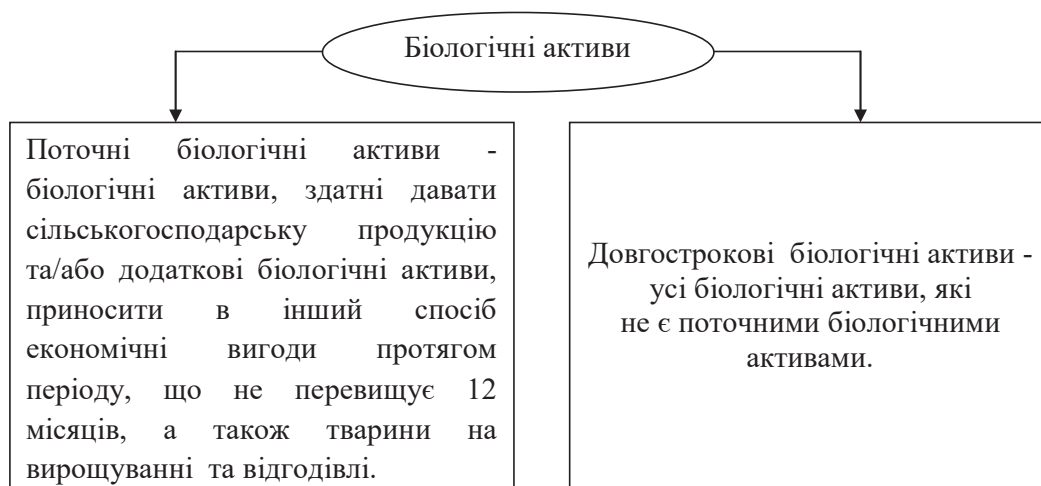 Біологічні активи
Поточні біологічні активи -
біологічні активи, здатні давати
сільськогосподарську продукцію
та/або додаткові біологічні активи,
приносити в інший спосіб
економічні вигоди протягом
періоду, що не перевищує 12
місяців, а також тварини на
вирощуванні та відгодівлі.
Довгострокові біологічні активи -
усі біологічні активи, які
не є поточними біологічними
активами.